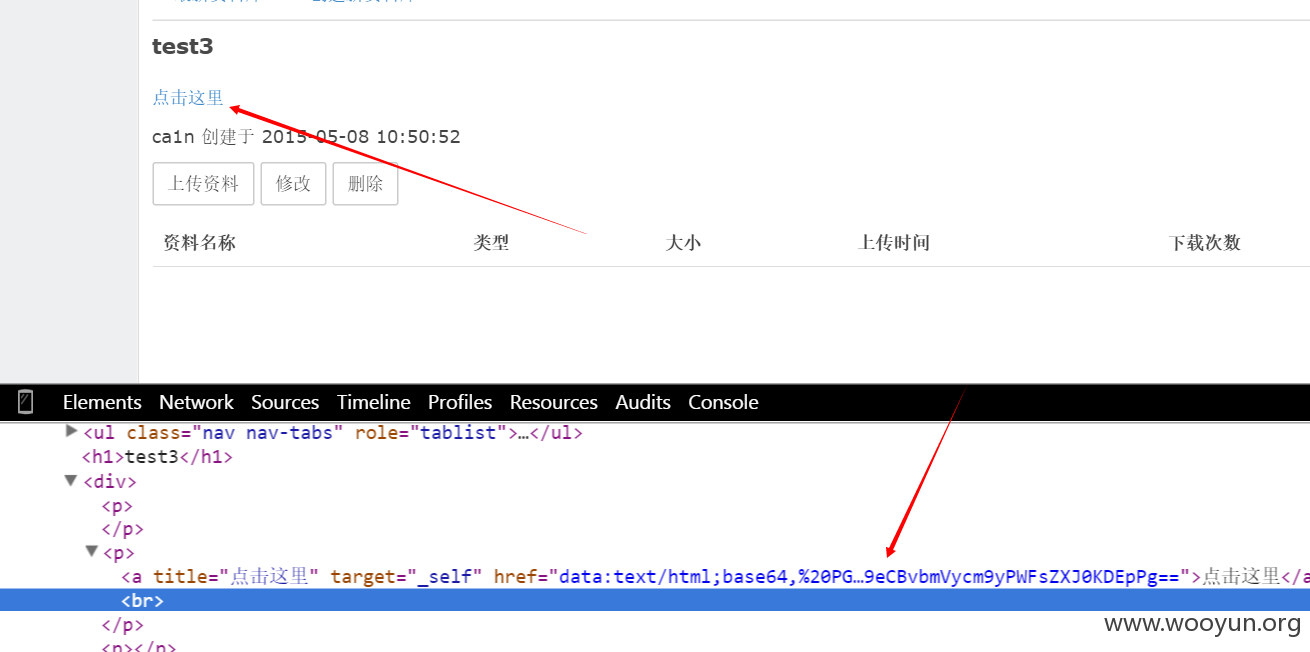 test3
点击这里
ca1n 创建于 2015-05-08 10:50:52
上传资料 修改 删除
资料名称 类型 大小 上传时间 下载次数
Elements Network Sources Timeline Profiles Resources Audits Console
<ul class="nav nav-tabs" role="tablist">…</ul>
<h1>test3</h1>
<div>
<p>
</p>
<p>
<a title="点击这里" target="_self" href="data:text/html;base64,%20PG…9eCBvbmVycm9yPWFsZXJ0KDEpPg==">点击这里</a
<br>
</p>
<p></p>
www.wooyun.org